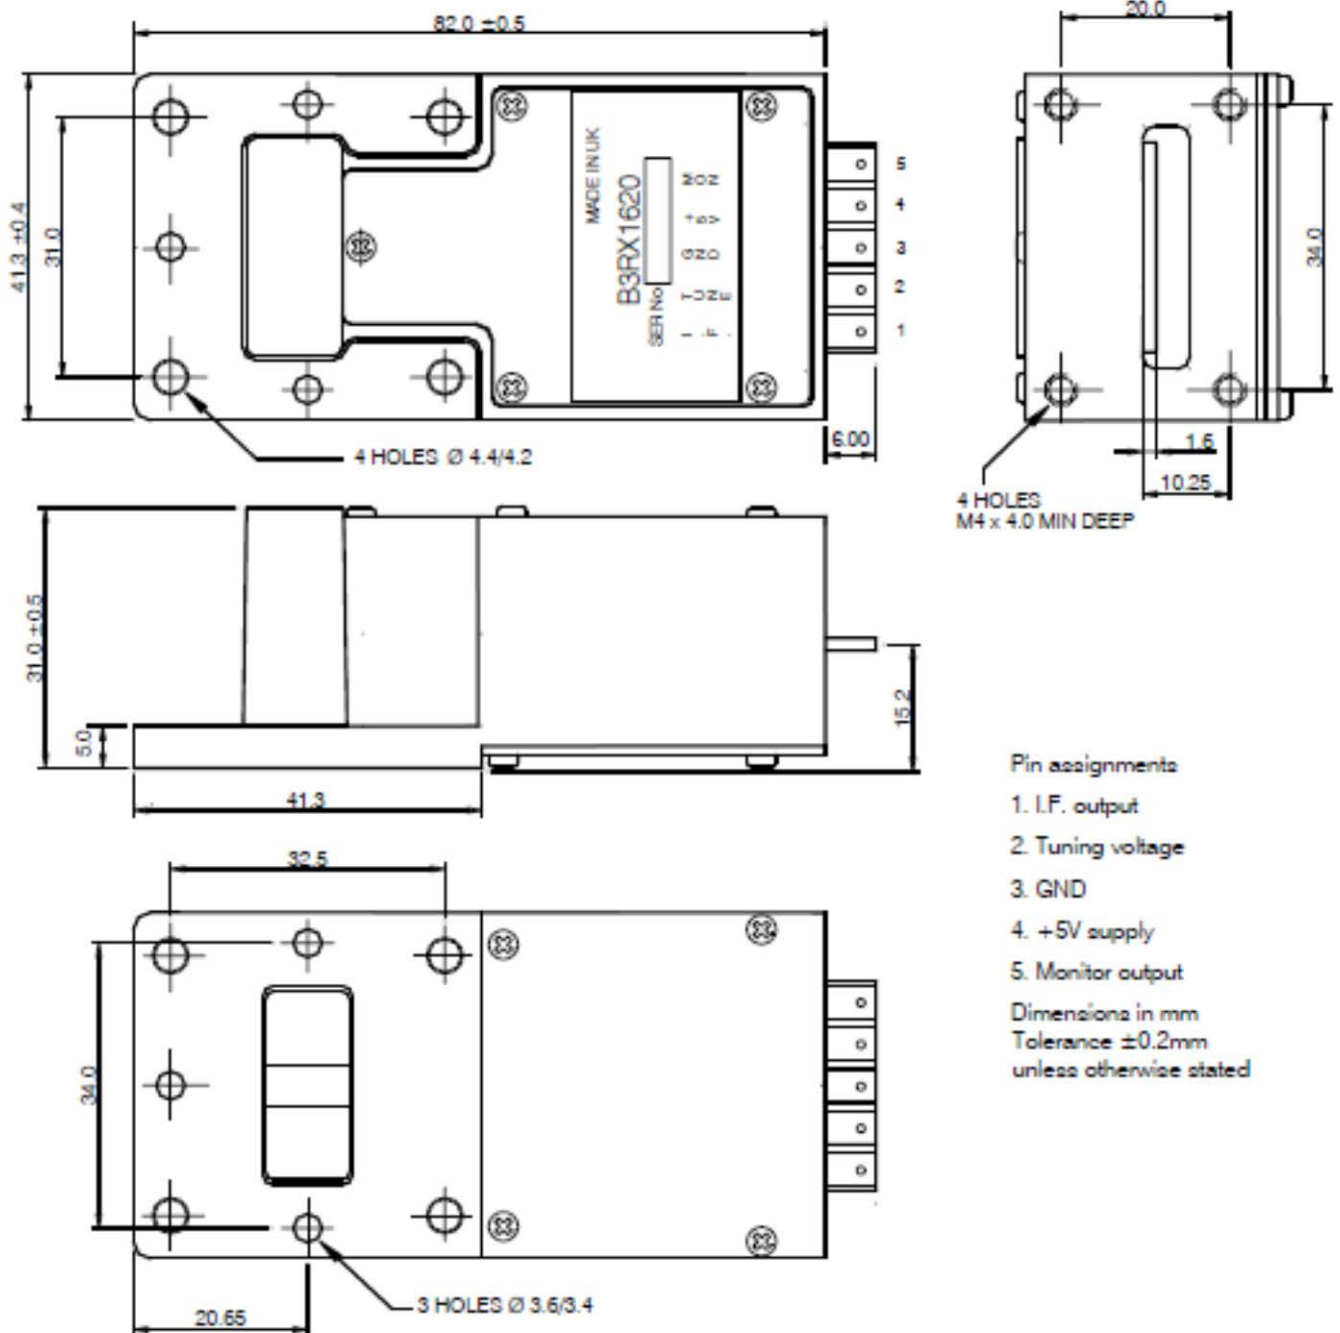 82.0 ±0.5
20.0
41.3 ±0.4
31.0
MADE IN UK
B3RX1620
SER No
MON
+5V
GND
TUNE
I.F.
5
4
3
2
1
34.0
6.00
4 HOLES Ø 4.4/4.2
1.6
10.25
4 HOLES
M4 x 4.0 MIN DEEP
31.0 ±0.5
5.0
15.2
41.3
Pin assignments
1. I.F. output
2. Tuning voltage
3. GND
4. +5V supply
5. Monitor output
Dimensions in mm
Tolerance ±0.2mm
unless otherwise stated
32.5
34.0
3 HOLES Ø 3.6/3.4
20.65